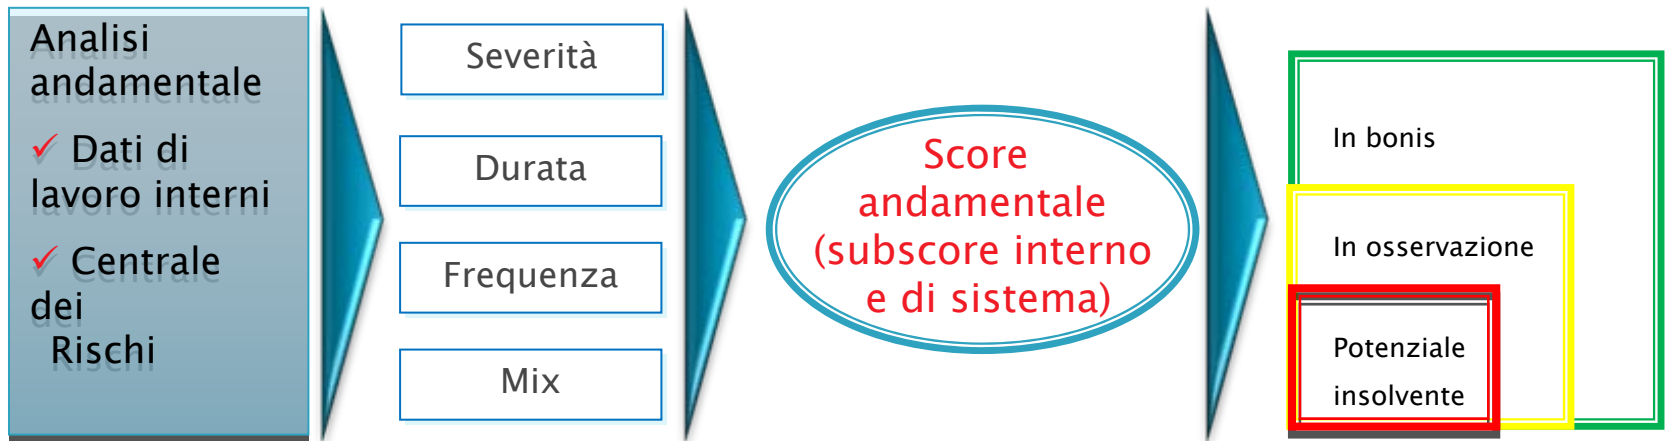 Analisi
andamentale
✓ Dati di
lavoro interni
✓ Centrale
dei
Rischi
Severità
Durata
Frequenza
Mix
Score
andamentale
(subscore interno
e di sistema)
In bonis
In osservazione
Potenziale
insolvente